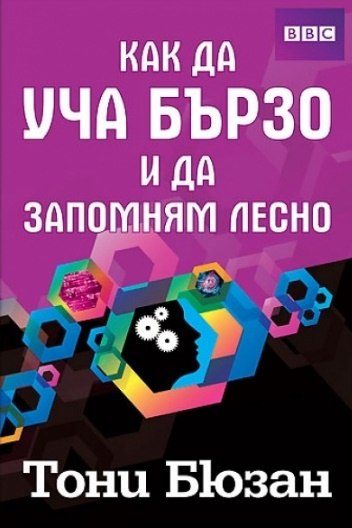 BBC
КАК ДА
УЧА БЪРЗО
И ДА
ЗАПОМНЯМ ЛЕСНО
Тони Бюзан